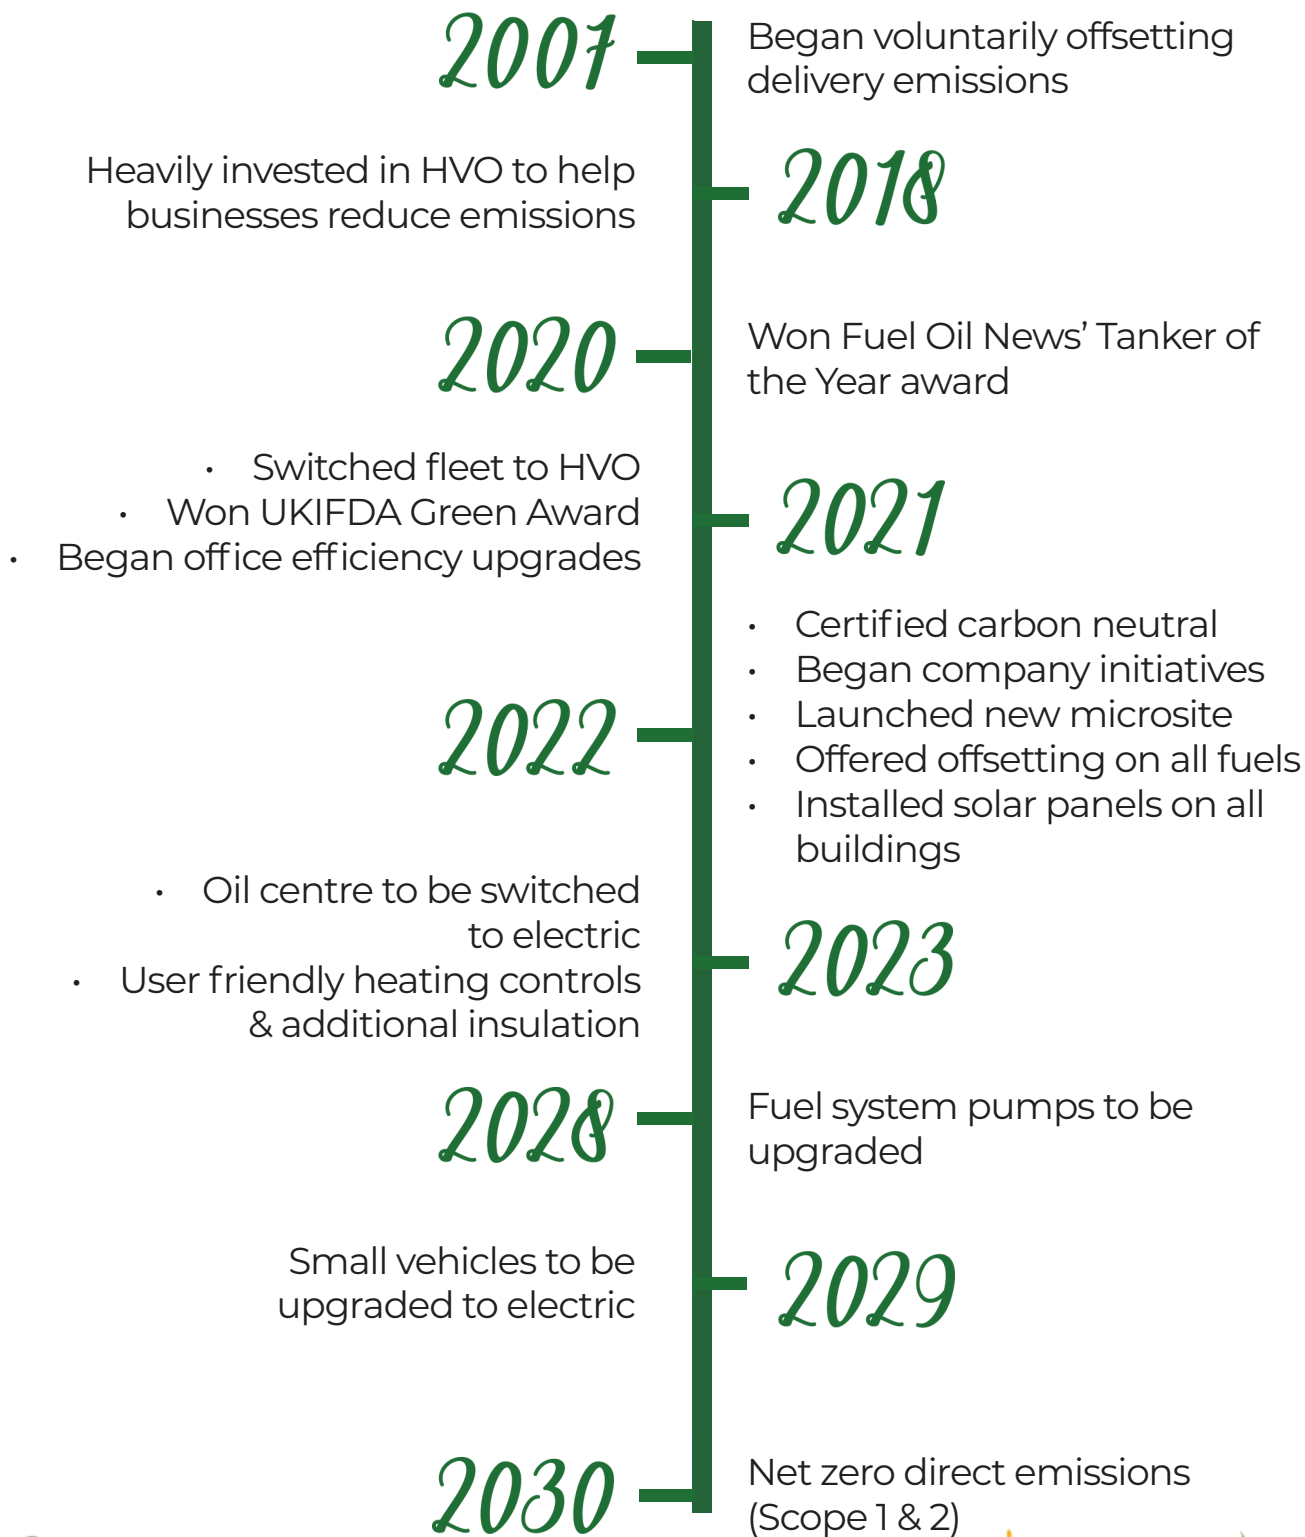 2007
Began voluntarily offsetting
delivery emissions
Heavily invested in HVO to help
businesses reduce emissions
2018
2020
Won Fuel Oil News’ Tanker of
the Year award
• Switched fleet to HVO
• Won UKIFDA Green Award
• Began office efficiency upgrades
2021
• Certified carbon neutral
• Began company initiatives
• Launched new microsite
• Offered offsetting on all fuels
• Installed solar panels on all
buildings
2022
• Oil centre to be switched
to electric
• User friendly heating controls
& additional insulation
2023
2028
Fuel system pumps to be
upgraded
Small vehicles to be
upgraded to electric
2029
2030
Net zero direct emissions
(Scope 1 & 2)